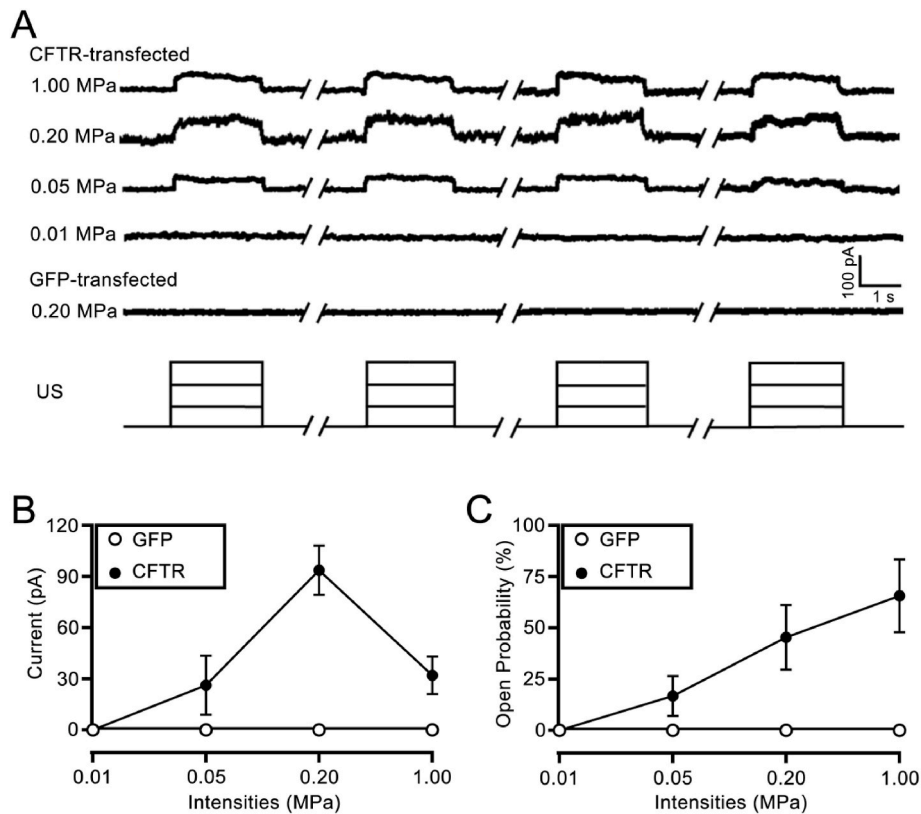 A
CFTR-transfected
1.00 MPa
0.20 MPa
0.05 MPa
0.01 MPa
100 pA
1 s
GFP-transfected
0.20 MPa
US
B
GFP
CFTR
Current (pA)
120
90
60
30
0
0.01 0.05 0.20 1.00
Intensities (MPa)
C
GFP
CFTR
Open Probability (%)
100
75
50
25
0
0.01 0.05 0.20 1.00
Intensities (MPa)